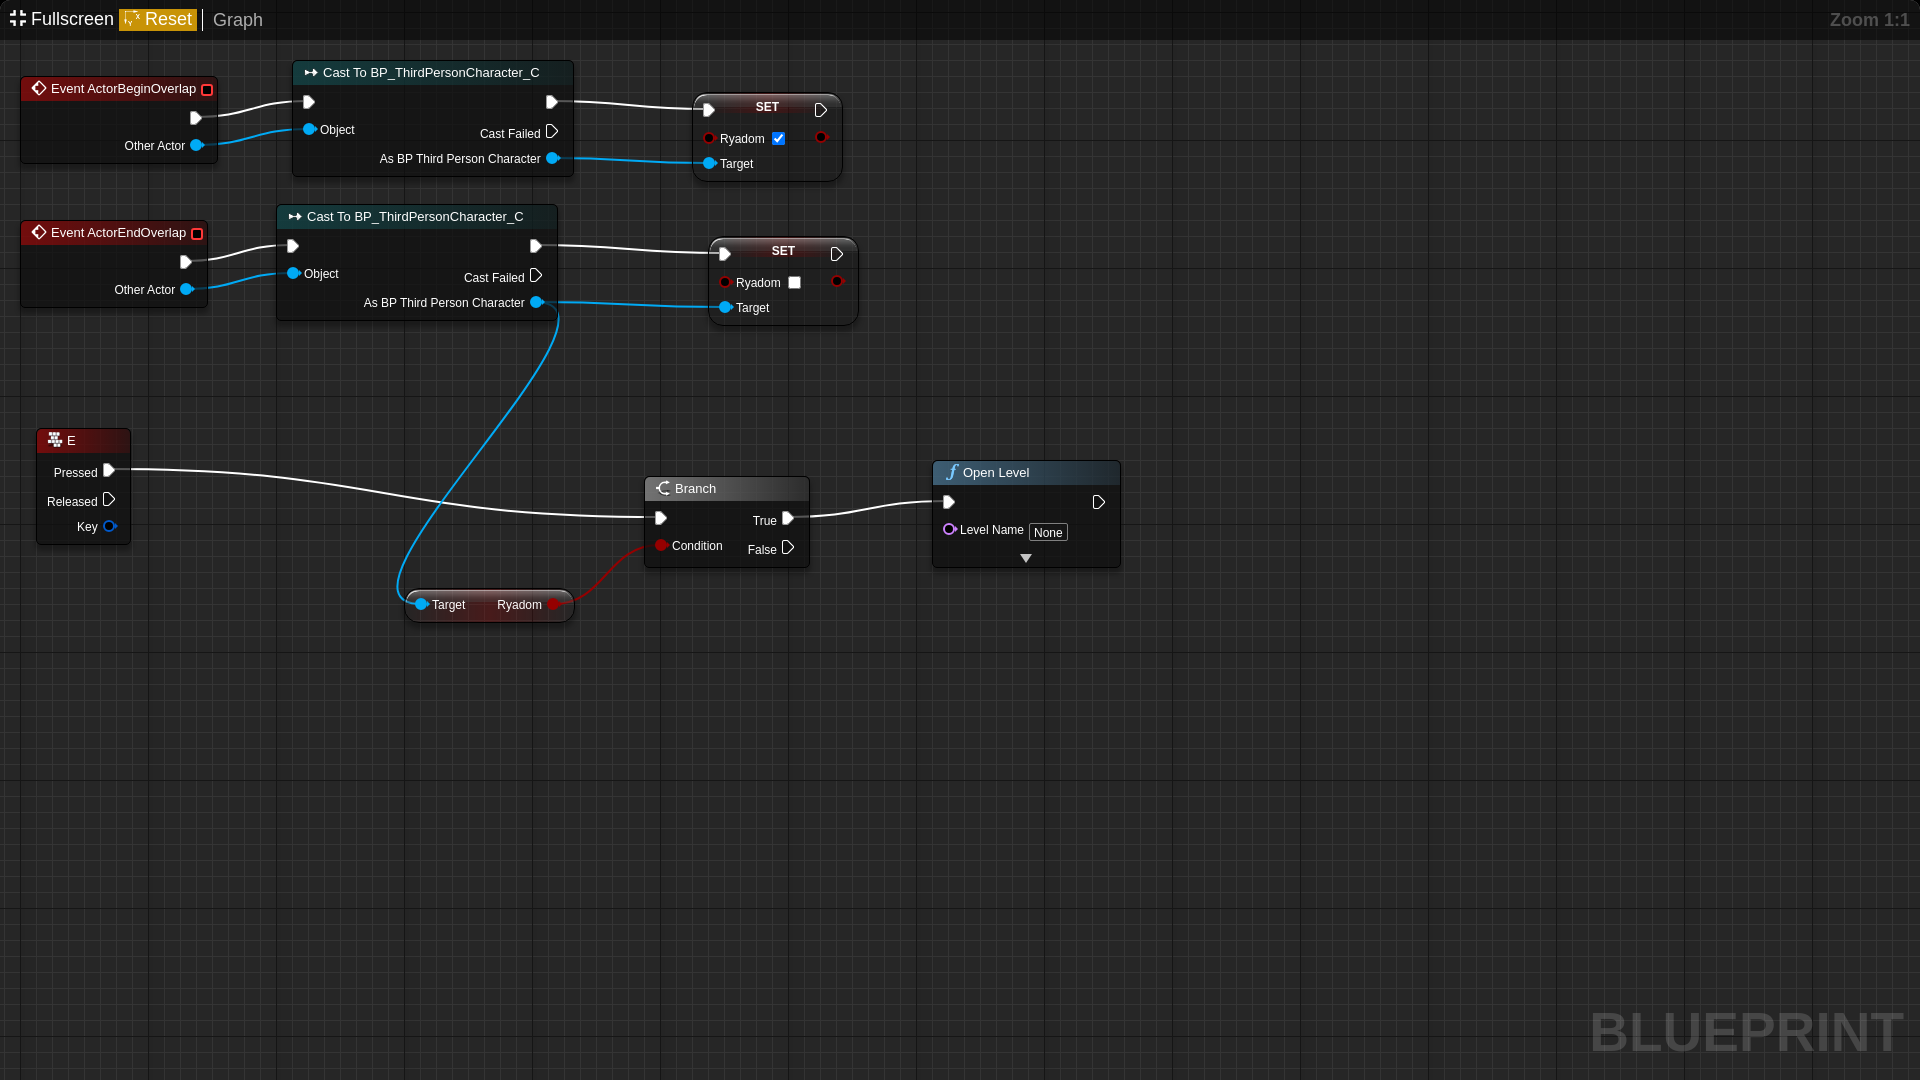 Fullscreen Reset Graph Zoom 1:1
Event ActorBeginOverlap
Other Actor
Cast To BP_ThirdPersonCharacter_C
Object
Cast Failed
As BP Third Person Character
SET
Ryadom
Target
Event ActorEndOverlap
Other Actor
Cast To BP_ThirdPersonCharacter_C
Object
Cast Failed
As BP Third Person Character
SET
Ryadom
Target
E
Pressed
Released
Key
Target Ryadom
Branch
True
Condition
False
Open Level
Level Name None
BLUEPRINT